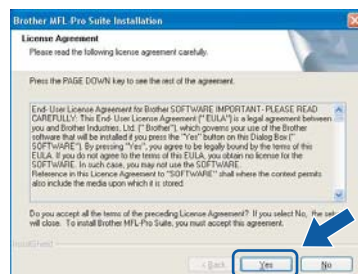 Brother MFL-Pro Suite Installation
License Agreement
Please read the following license agreement carefully.
Press the PAGE DOWN key to see the rest of the agreement.
End- User License Agreement for Brother SOFTWARE IMPORTANT- PLEASE READ
CAREFULLY: This End- User License Agreement ("EULA") is a legal agreement between
you and Brother Industries, Ltd. ("Brother"), which governs your use of the Brother
software that will be installed if you press the "Yes" button on this Dialog Box ("
SOFTWARE"). By pressing "Yes", you agree to be legally bound by the terms of this
EULA. If you do not agree to the terms of this EULA, you obtain no license for the
SOFTWARE. In such case, you may not use the SOFTWARE.
Reference in this Licence Agreement to "SOFTWARE" shall where the context permits
also include the media upon which it is stored.
Do you accept all the terms of the preceding License Agreement? If you select No, the
will close. To install Brother MFL-Pro Suite, you must accept this agreement.
InstallShield
< Back Yes No